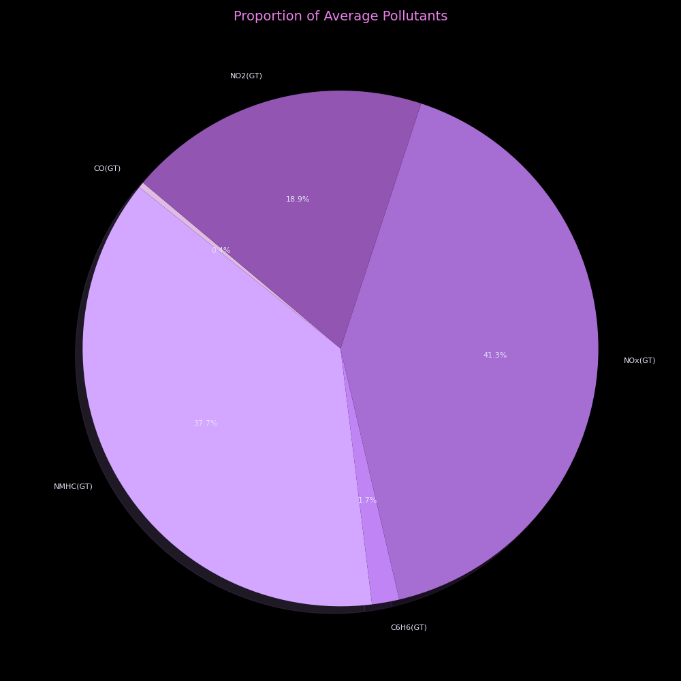 Proportion of Average Pollutants
NO2(GT)
CO(GT)
18.9%
0.4%
41.3%
NOx(GT)
37.7%
NMHC(GT)
1.7%
C6H6(GT)